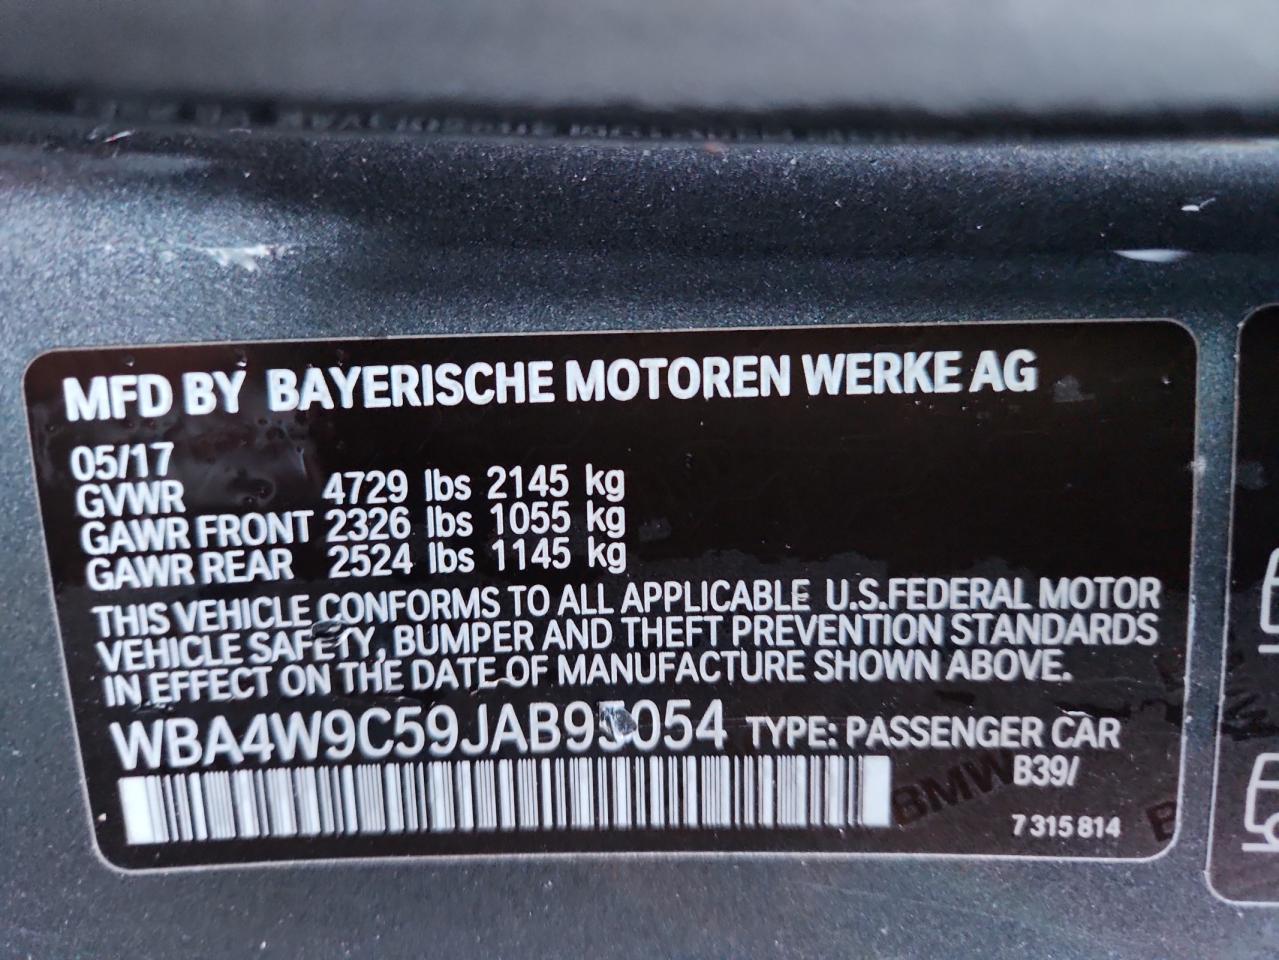 MFD BY BAYERISCHE MOTOREN WERKE AG
05/17
GVWR 4729 lbs 2145 kg
GAWR FRONT 2326 lbs 1055 kg
GAWR REAR 2524 lbs 1145 kg
THIS VEHICLE CONFORMS TO ALL APPLICABLE U.S.FEDERAL MOTOR
VEHICLE SAFETY, BUMPER AND THEFT PREVENTION STANDARDS
IN EFFECT ON THE DATE OF MANUFACTURE SHOWN ABOVE.
WBA4W9C59JAB95054 TYPE: PASSENGER CAR
B39/
BMW
7 315 814